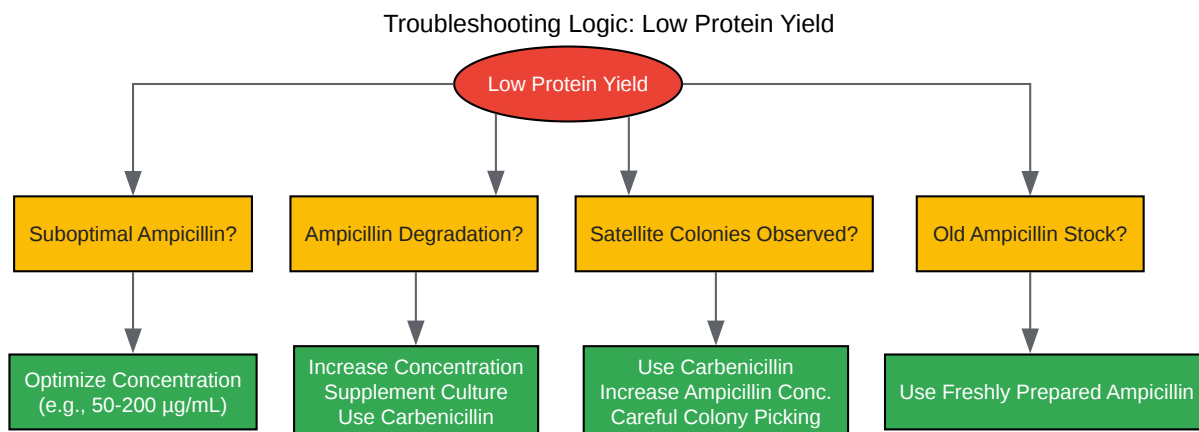 Troubleshooting Logic: Low Protein Yield
Low Protein Yield
Suboptimal Ampicillin?
Ampicillin Degradation?
Satellite Colonies Observed?
Old Ampicillin Stock?
Optimize Concentration
(e.g., 50-200 µg/mL)
Increase Concentration
Supplement Culture
Use Carbenicillin
Use Carbenicillin
Increase Ampicillin Conc.
Careful Colony Picking
Use Freshly Prepared Ampicillin